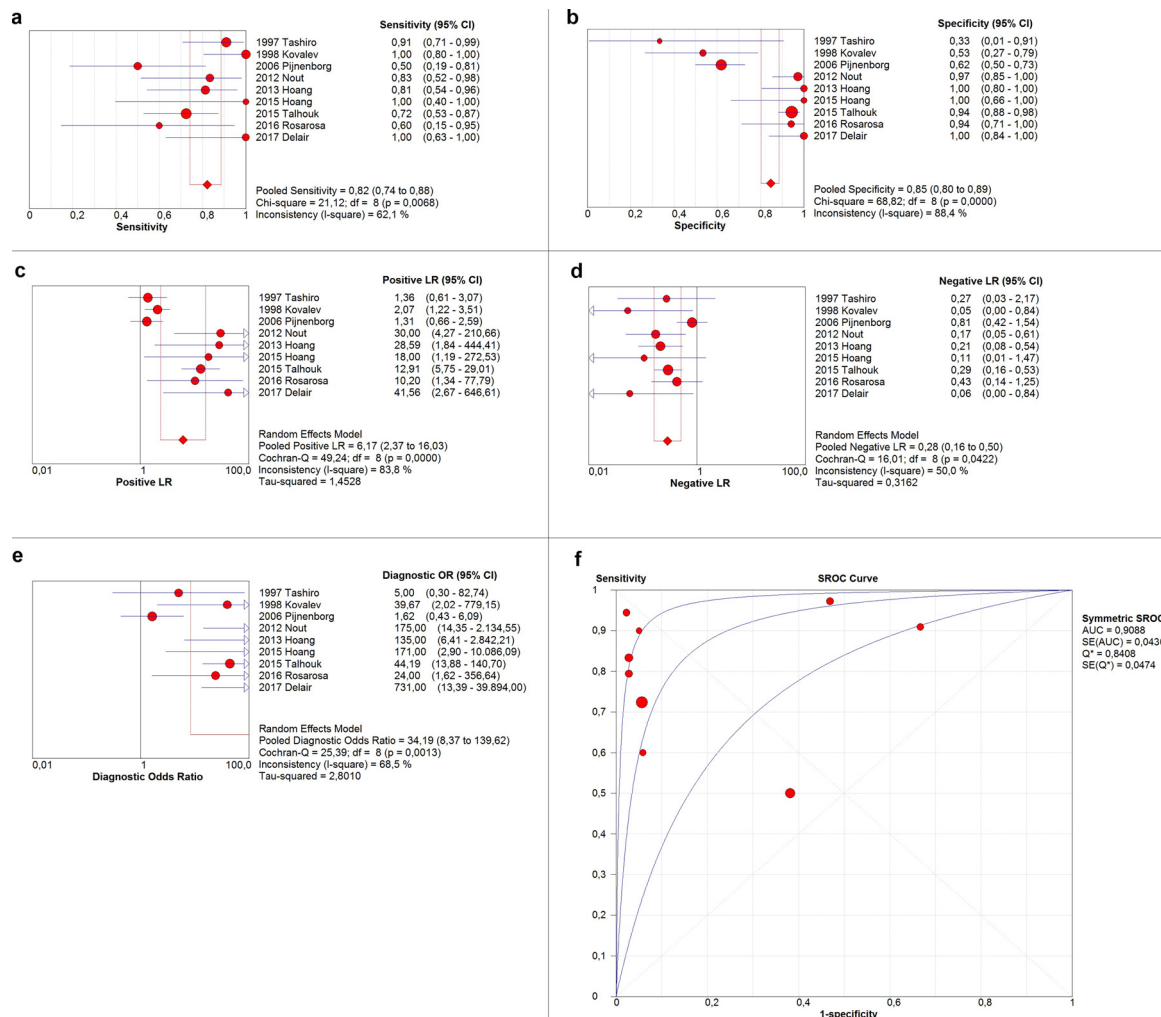 a
Sensitivity (95% CI)
1997 Tashiro 0,91 (0,71 - 0,99)
1998 Kovalev 1,00 (0,80 - 1,00)
2006 Pijnenborg 0,50 (0,19 - 0,81)
2012 Nout 0,83 (0,52 - 0,98)
2013 Hoang 0,81 (0,54 - 0,96)
2015 Hoang 1,00 (0,40 - 1,00)
2015 Talhouk 0,72 (0,53 - 0,87)
2016 Rosarosa 0,60 (0,15 - 0,95)
2017 Delair 1,00 (0,63 - 1,00)
Pooled Sensitivity = 0,82 (0,74 to 0,88)
Chi-square = 21,12; df = 8 (p = 0,0068)
Inconsistency (I-square) = 62,1 %
0 0,2 0,4 0,6 0,8 1
Sensitivity
b
Specificity (95% CI)
1997 Tashiro 0,33 (0,01 - 0,91)
1998 Kovalev 0,53 (0,27 - 0,79)
2006 Pijnenborg 0,62 (0,50 - 0,73)
2012 Nout 0,97 (0,85 - 1,00)
2013 Hoang 1,00 (0,80 - 1,00)
2015 Hoang 1,00 (0,66 - 1,00)
2015 Talhouk 0,94 (0,88 - 0,98)
2016 Rosarosa 0,94 (0,71 - 1,00)
2017 Delair 1,00 (0,84 - 1,00)
Pooled Specificity = 0,85 (0,80 to 0,89)
Chi-square = 68,82; df = 8 (p = 0,0000)
Inconsistency (I-square) = 88,4 %
0 0,2 0,4 0,6 0,8 1
Specificity
c
Positive LR (95% CI)
1997 Tashiro 1,36 (0,61 - 3,07)
1998 Kovalev 2,07 (1,22 - 3,51)
2006 Pijnenborg 1,31 (0,66 - 2,59)
2012 Nout 30,00 (4,27 - 210,66)
2013 Hoang 28,59 (1,84 - 444,41)
2015 Hoang 18,00 (1,19 - 272,53)
2015 Talhouk 12,91 (5,75 - 29,01)
2016 Rosarosa 10,20 (1,34 - 77,79)
2017 Delair 41,56 (2,67 - 646,61)
Random Effects Model
Pooled Positive LR = 6,17 (2,37 to 16,03)
Cochran-Q = 49,24; df = 8 (p = 0,0000)
Inconsistency (I-square) = 83,8 %
Tau-squared = 1,4528
0,01 1 100,0
Positive LR
d
Negative LR (95% CI)
1997 Tashiro 0,27 (0,03 - 2,17)
1998 Kovalev 0,05 (0,00 - 0,84)
2006 Pijnenborg 0,81 (0,42 - 1,54)
2012 Nout 0,17 (0,05 - 0,61)
2013 Hoang 0,21 (0,08 - 0,54)
2015 Hoang 0,11 (0,01 - 1,47)
2015 Talhouk 0,29 (0,16 - 0,53)
2016 Rosarosa 0,43 (0,14 - 1,25)
2017 Delair 0,06 (0,00 - 0,84)
Random Effects Model
Pooled Negative LR = 0,28 (0,16 to 0,50)
Cochran-Q = 16,01; df = 8 (p = 0,0422)
Inconsistency (I-square) = 50,0 %
Tau-squared = 0,3162
0,01 1 100,0
Negative LR
e
Diagnostic OR (95% CI)
1997 Tashiro 5,00 (0,30 - 82,74)
1998 Kovalev 39,67 (2,02 - 779,15)
2006 Pijnenborg 1,62 (0,43 - 6,09)
2012 Nout 175,00 (14,35 - 2.134,55)
2013 Hoang 135,00 (6,41 - 2.842,21)
2015 Hoang 171,00 (2,90 - 10.086,09)
2015 Talhouk 44,19 (13,88 - 140,70)
2016 Rosarosa 24,00 (1,62 - 356,64)
2017 Delair 731,00 (13,39 - 39.894,00)
Random Effects Model
Pooled Diagnostic Odds Ratio = 34,19 (8,37 to 139,62)
Cochran-Q = 25,39; df = 8 (p = 0,0013)
Inconsistency (I-square) = 68,5 %
Tau-squared = 2,8010
0,01 1 100,0
Diagnostic Odds Ratio
f
Sensitivity SROC Curve
1
0,9
0,8
0,7
0,6
0,5
0,4
0,3
0,2
0,1
0
0 0,2 0,4 0,6 0,8 1
1-specificity
Symmetric SROC
AUC = 0,9088
SE(AUC) = 0,0430
Q* = 0,8408
SE(Q*) = 0,0474